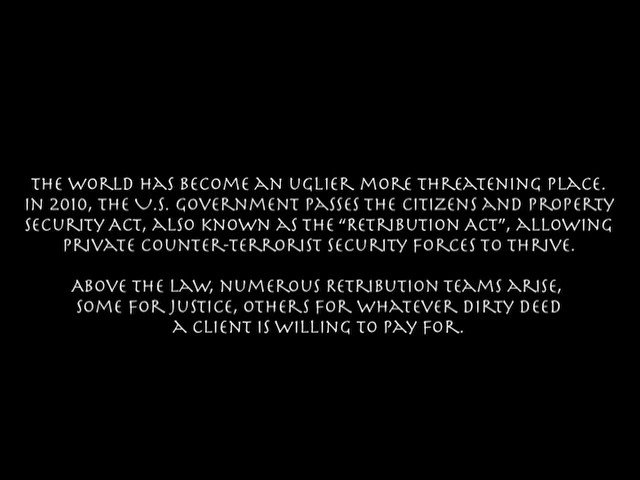 THE WORLD HAS BECOME AN UGLIER MORE THREATENING PLACE.
IN 2010, THE U.S. GOVERNMENT PASSES THE CITIZENS AND PROPERTY
SECURITY ACT, ALSO KNOWN AS THE “RETRIBUTION ACT”, ALLOWING
PRIVATE COUNTER-TERRORIST SECURITY FORCES TO THRIVE.
ABOVE THE LAW, NUMEROUS RETRIBUTION TEAMS ARISE,
SOME FOR JUSTICE, OTHERS FOR WHATEVER DIRTY DEED
A CLIENT IS WILLING TO PAY FOR.